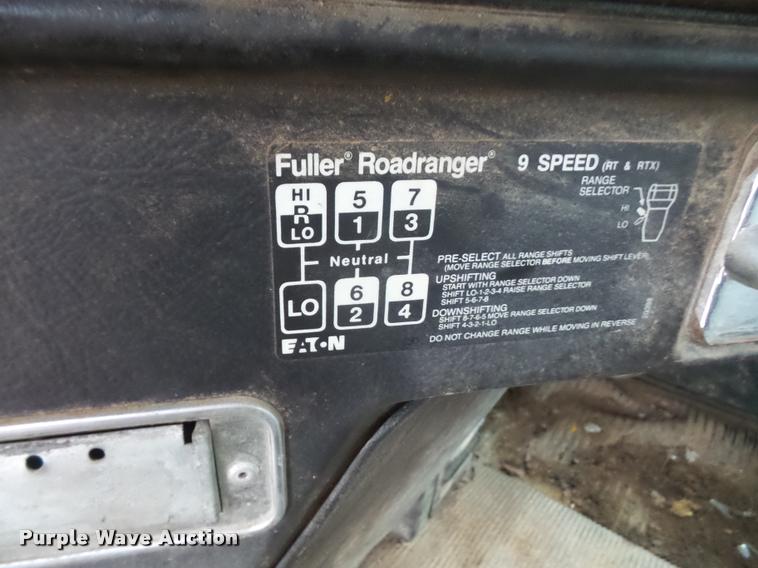 Fuller® Roadranger® 9 SPEED (RT & RTX)
RANGE
SELECTOR
HI
LO
HI
R
LO
5
1
7
3
Neutral
LO
6
2
8
4
PRE-SELECT ALL RANGE SHIFTS
(MOVE RANGE SELECTOR BEFORE MOVING SHIFT LEVER)
UPSHIFTING
START WITH RANGE SELECTOR DOWN
SHIFT LO-1-2-3-4 RAISE RANGE SELECTOR
SHIFT 5-6-7-8
DOWNSHIFTING
SHIFT 8-7-6-5 MOVE RANGE SELECTOR DOWN
SHIFT 4-3-2-1-LO
DO NOT CHANGE RANGE WHILE MOVING IN REVERSE
EATON
Purple Wave Auction
Purple Wave Auction